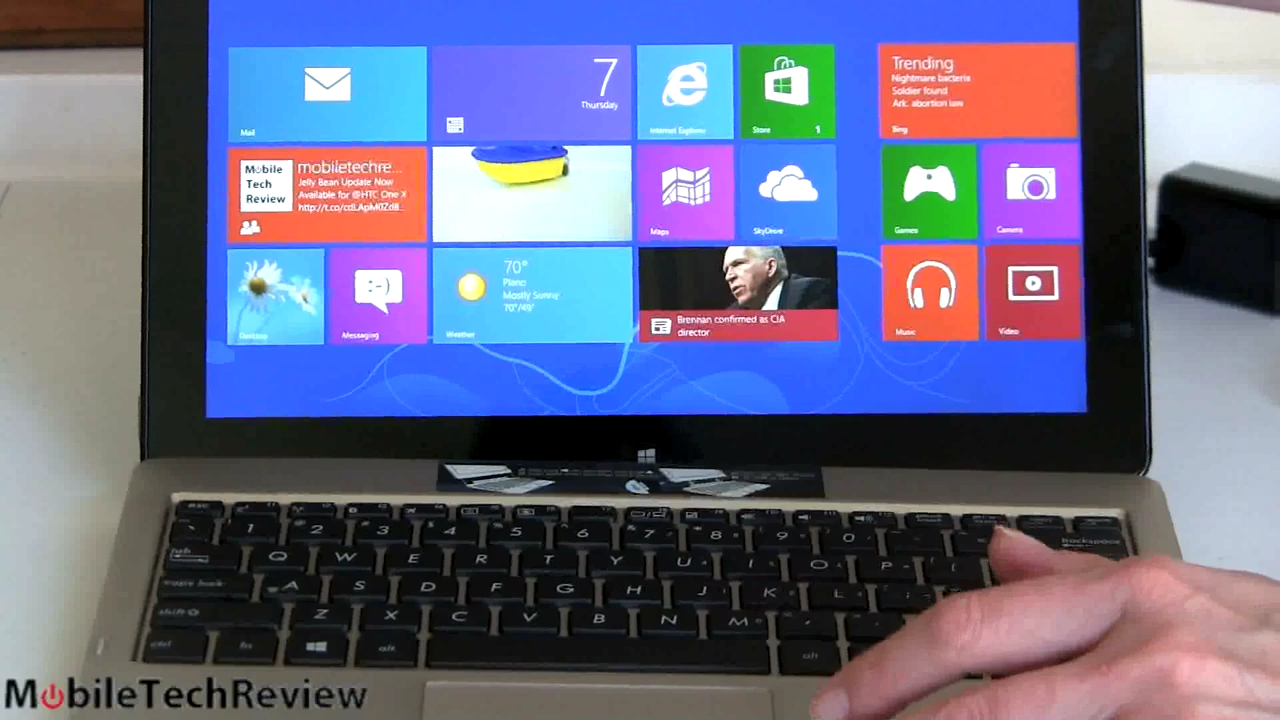 Mail
7
Thursday
Internet Explorer
Store
1
Trending
Nightmare bacteria
Soldier found
Ark. abortion law
Bing
Mobile
Tech
Review
mobiletechre...
Jelly Bean Update Now
Available for @HTC One X
Maps
SkyDrive
Games
Camera
Desktop
Messaging
70°
Plano
Mostly Sunny
70°/49°
Weather
Brennan confirmed as CIA
director
Music
Video
esc
1 2 3 4 5 6 7 8 9 0
backspace
tab Q W E R T Y U I O P
caps lock A S D F G H J K L
shift Z X C V B N M
ctrl fn alt alt
MobileTechReview